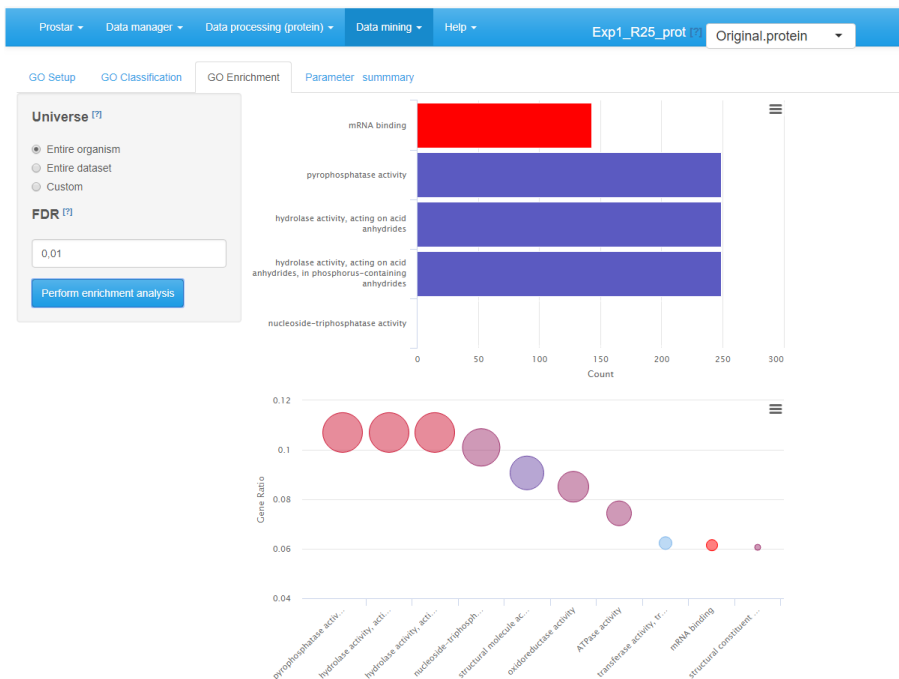 Prostar Data manager Data processing (protein) Data mining Help Exp1_R25_prot [?] Original.protein
GO Setup GO Classification GO Enrichment Parameter summmary
Universe [?]
Entire organism
Entire dataset
Custom
FDR [?]
0,01
Perform enrichment analysis
mRNA binding
pyrophosphatase activity
hydrolase activity, acting on acid
anhydrides
hydrolase activity, acting on acid
anhydrides, in phosphorus-containing
anhydrides
nucleoside-triphosphatase activity
0 50 100 150 200 250 300
Count
0.12
0.1
0.08
0.06
0.04
Gene Ratio
pyrophosphatase activ...
hydrolase activity, acti...
hydrolase activity, acti...
nucleoside-triphosph...
structural molecule ac...
oxidoreductase activity
ATPase activity
transferase activity, tr...
mRNA binding
structural constituent ...